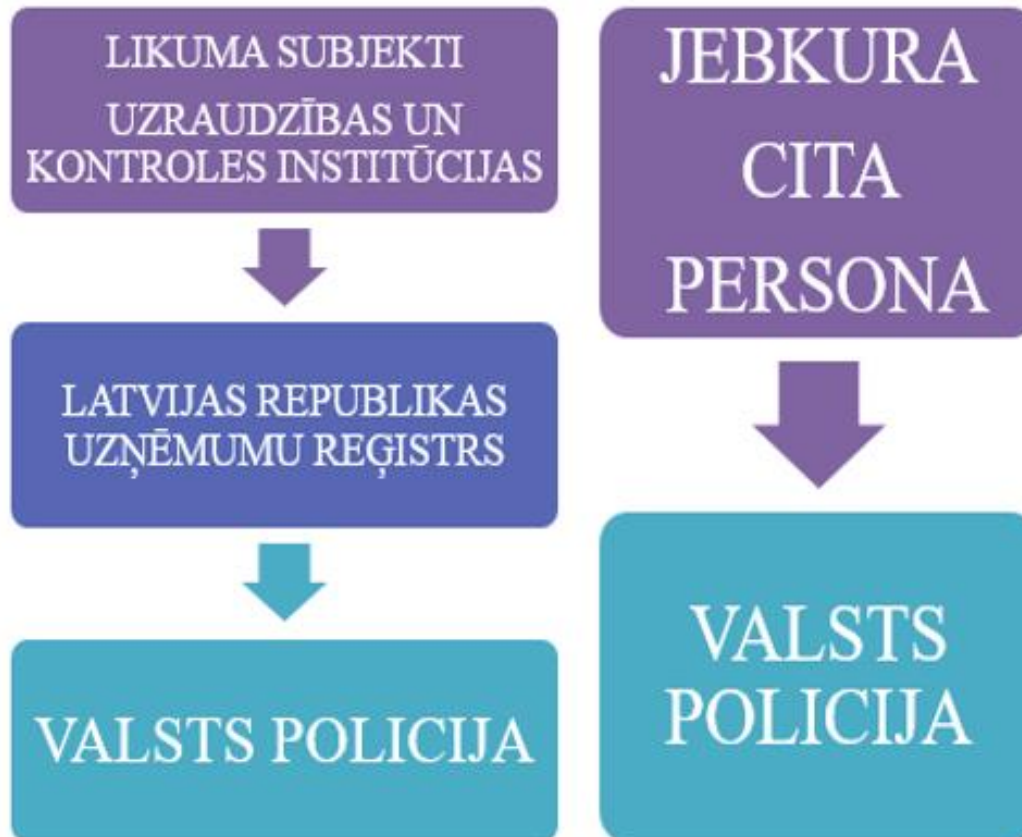 LIKUMA SUBJEKTI
UZRAUDZĪBAS UN
KONTROLES INSTITŪCIJAS
LATVIJAS REPUBLIKAS
UZŅĒMUMU REĢISTRS
VALSTS POLICIJA
JEBKURA
CITA
PERSONA
VALSTS
POLICIJA